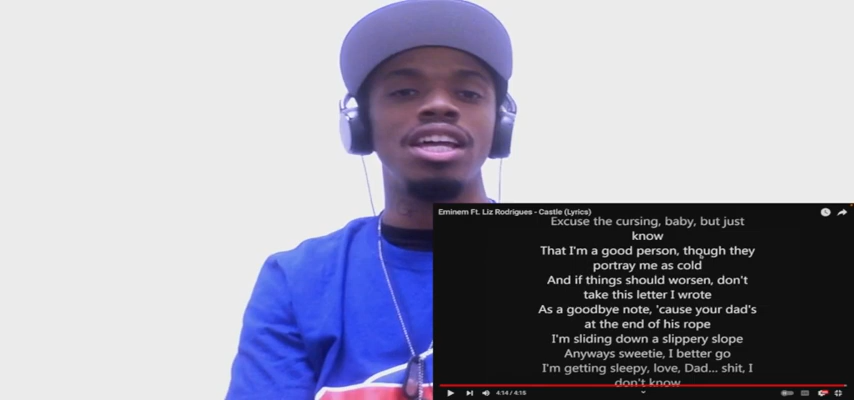 Eminem Ft. Liz Rodrigues - Castle (Lyrics)
Excuse the cursing, baby, but just
know
That I'm a good person, though they
portray me as cold
And if things should worsen, don't
take this letter I wrote
As a goodbye note, 'cause your dad's
at the end of his rope
I'm sliding down a slippery slope
Anyways sweetie, I better go
I'm getting sleepy, love, Dad... shit, I
don't know
4:14 / 4:15